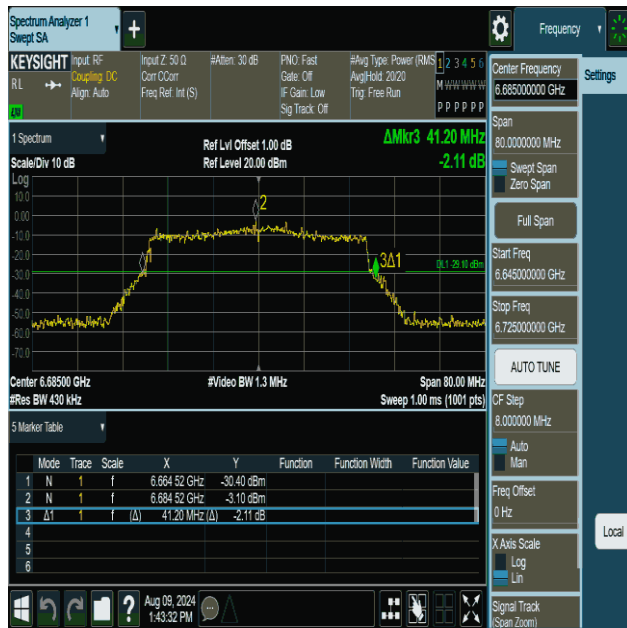 Spectrum Analyzer 1
Swept SA
+
Frequency
KEYSIGHT
RL
Input: RF
Coupling: DC
Align: Auto
Input Z: 50 Ω
Corr CCorr
Freq Ref: Int (S)
#Atten: 30 dB
PNO: Fast
Gate: Off
IF Gain: Low
Sig Track: Off
#Avg Type: Power (RMS
Avg|Hold: 20/20
Trig: Free Run
1 2 3 4 5 6
M W W W W W
P P P P P P
1 Spectrum
Scale/Div 10 dB
Ref Lvl Offset 1.00 dB
Ref Level 20.00 dBm
ΔMkr3 41.20 MHz
-2.11 dB
Log
10.0
0.00
-10.0
-20.0
-30.0
-40.0
-50.0
-60.0
-70.0
2
3Δ1
DL1 -29.10 dBm
Center 6.68500 GHz
#Res BW 430 kHz
#Video BW 1.3 MHz
Span 80.00 MHz
Sweep 1.00 ms (1001 pts)
5 Marker Table
Mode Trace Scale X Y Function Function Width Function Value
1 N 1 f 6.664 52 GHz -30.40 dBm
2 N 1 f 6.684 52 GHz -3.10 dBm
3 Δ1 1 f (Δ) 41.20 MHz (Δ) -2.11 dB
4
5
6
Aug 09, 2024
1:43:32 PM
?
Center Frequency
6.685000000 GHz
Span
80.0000000 MHz
Swept Span
Zero Span
Full Span
Start Freq
6.645000000 GHz
Stop Freq
6.725000000 GHz
AUTO TUNE
CF Step
8.000000 MHz
Auto
Man
Freq Offset
0 Hz
X Axis Scale
Log
Lin
Signal Track
(Span Zoom)
Settings
Local